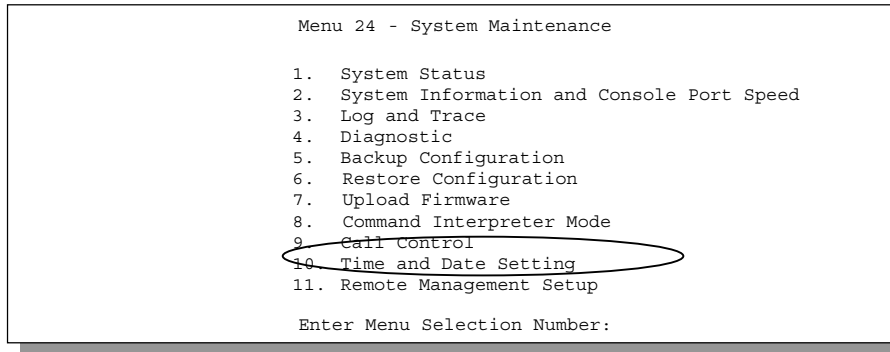 Menu 24 - System Maintenance
1. System Status
2. System Information and Console Port Speed
3. Log and Trace
4. Diagnostic
5. Backup Configuration
6. Restore Configuration
7. Upload Firmware
8. Command Interpreter Mode
9. Call Control
10. Time and Date Setting
11. Remote Management Setup
Enter Menu Selection Number: